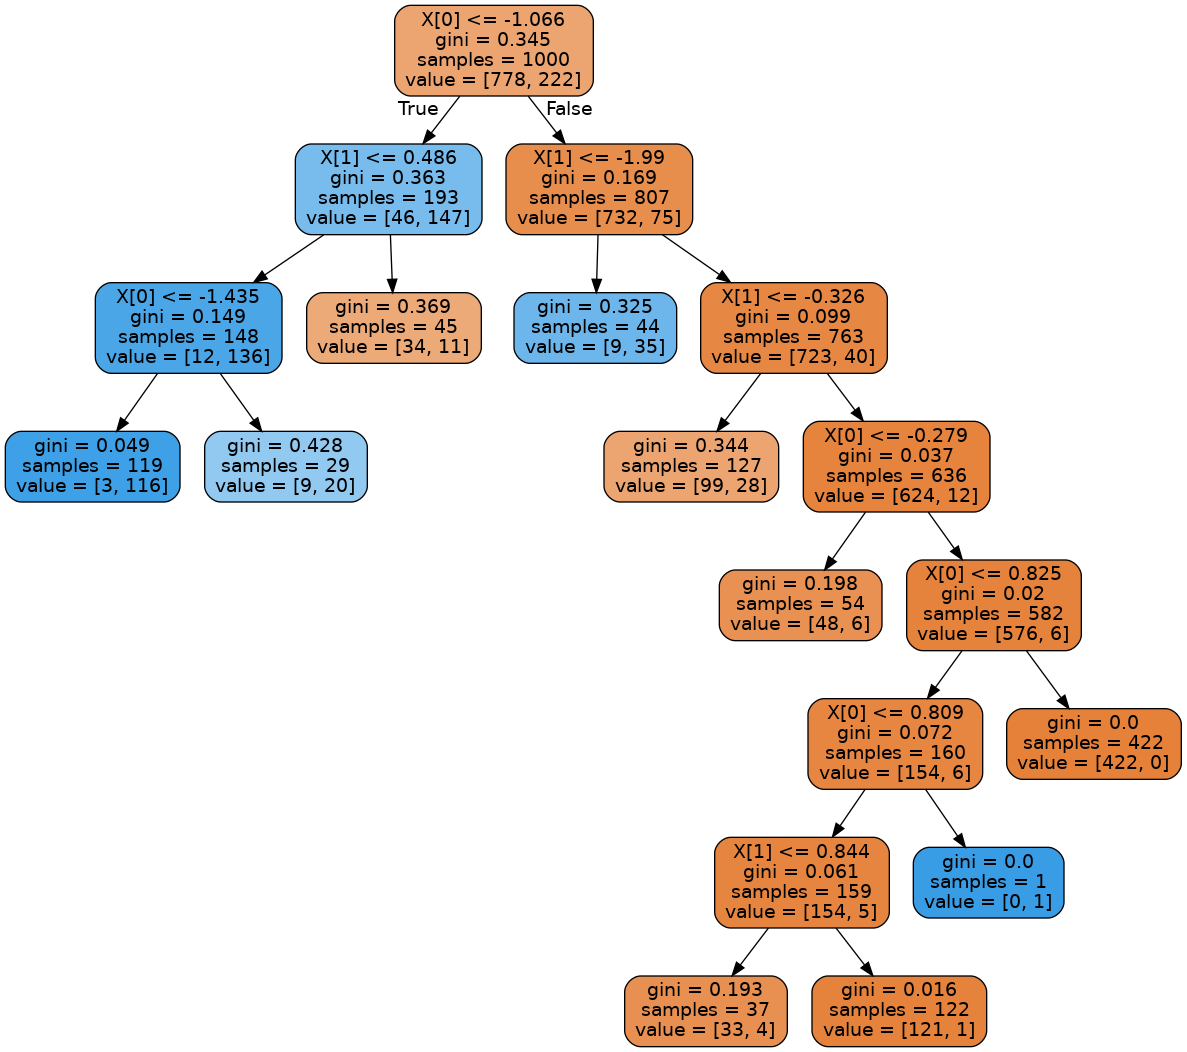 X[0] <= -1.066
gini = 0.345
samples = 1000
value = [778, 222]
True
False
X[1] <= 0.486
gini = 0.363
samples = 193
value = [46, 147]
X[1] <= -1.99
gini = 0.169
samples = 807
value = [732, 75]
X[0] <= -1.435
gini = 0.149
samples = 148
value = [12, 136]
gini = 0.369
samples = 45
value = [34, 11]
gini = 0.325
samples = 44
value = [9, 35]
X[1] <= -0.326
gini = 0.099
samples = 763
value = [723, 40]
gini = 0.049
samples = 119
value = [3, 116]
gini = 0.428
samples = 29
value = [9, 20]
gini = 0.344
samples = 127
value = [99, 28]
X[0] <= -0.279
gini = 0.037
samples = 636
value = [624, 12]
gini = 0.198
samples = 54
value = [48, 6]
X[0] <= 0.825
gini = 0.02
samples = 582
value = [576, 6]
X[0] <= 0.809
gini = 0.072
samples = 160
value = [154, 6]
gini = 0.0
samples = 422
value = [422, 0]
X[1] <= 0.844
gini = 0.061
samples = 159
value = [154, 5]
gini = 0.0
samples = 1
value = [0, 1]
gini = 0.193
samples = 37
value = [33, 4]
gini = 0.016
samples = 122
value = [121, 1]